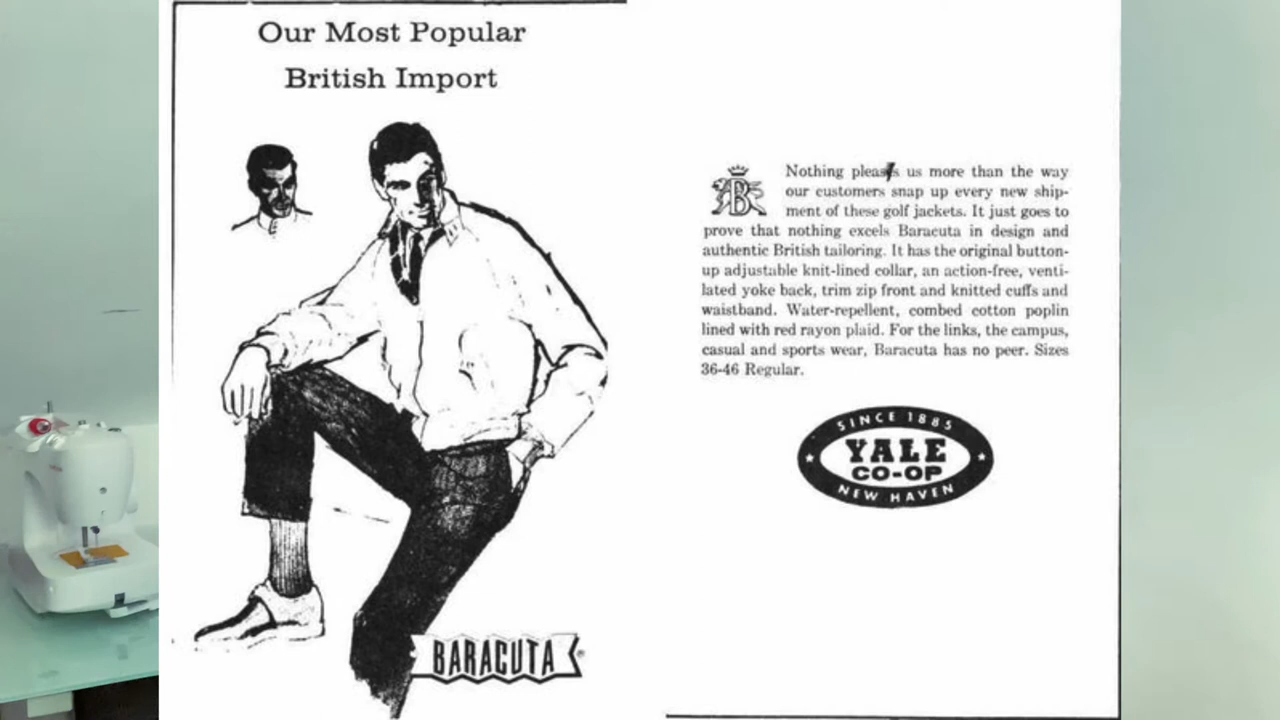 Our Most Popular
British Import
BARACUTA
B
Nothing pleases us more than the way
our customers snap up every new ship-
ment of these golf jackets. It just goes to
prove that nothing excels Baracuta in design and
authentic British tailoring. It has the original button-
up adjustable knit-lined collar, an action-free, venti-
lated yoke back, trim zip front and knitted cuffs and
waistband. Water-repellent, combed cotton poplin
lined with red rayon plaid. For the links, the campus,
casual and sports wear, Baracuta has no peer. Sizes
36-46 Regular.
SINCE 1885
YALE
CO-OP
NEW HAVEN